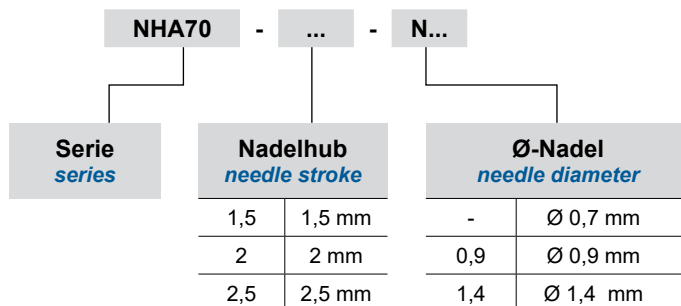 NHA70 - ... - N...
Serie Nadelhub Ø-Nadel
series needle stroke needle diameter
1,5 1,5 mm - Ø 0,7 mm
2 2 mm 0,9 Ø 0,9 mm
2,5 2,5 mm 1,4 Ø 1,4 mm